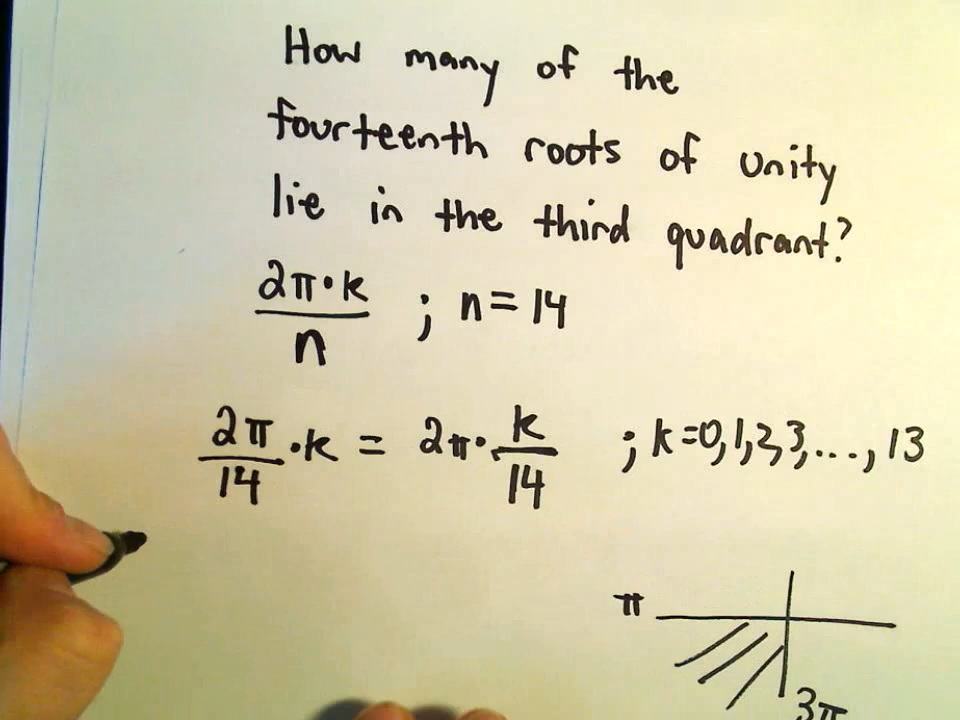 How many of the
fourteenth roots of unity
lie in the third quadrant?
2π·k / n ; n=14
2π/14 ·k = 2π· k/14 ; k=0,1,2,3,..., 13
π
3π